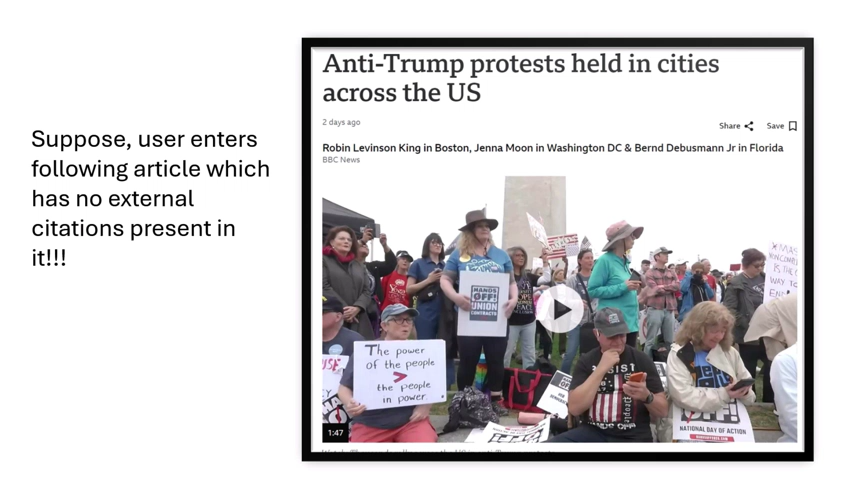 Suppose, user enters
following article which
has no external
citations present in
it!!!
Anti-Trump protests held in cities
across the US
2 days ago
Share
Save
Robin Levinson King in Boston, Jenna Moon in Washington DC & Bernd Debusmann Jr in Florida
BBC News
HANDS
OFF!
UNION
CONTRACTS
The power
of the people
>
the people
in power.
OFF!
NATIONAL DAY OF ACTION
1:47